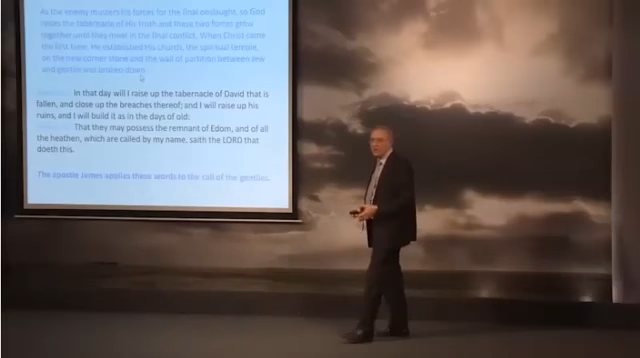 As the enemy musters his forces for the final onslaught, so God
raises the tabernacle of His truth and these two forces grow
together until they meet in the final conflict. When Christ came
the first time, He established His church, the spiritual temple,
on the new corner stone and the wall of partition between Jew
and gentile was broken down.
In that day will I raise up the tabernacle of David that is
fallen, and close up the breaches thereof; and I will raise up his
ruins, and I will build it as in the days of old:
That they may possess the remnant of Edom, and of all
the heathen, which are called by my name, saith the LORD that
doeth this.
The apostle James applies these words to the call of the gentiles.